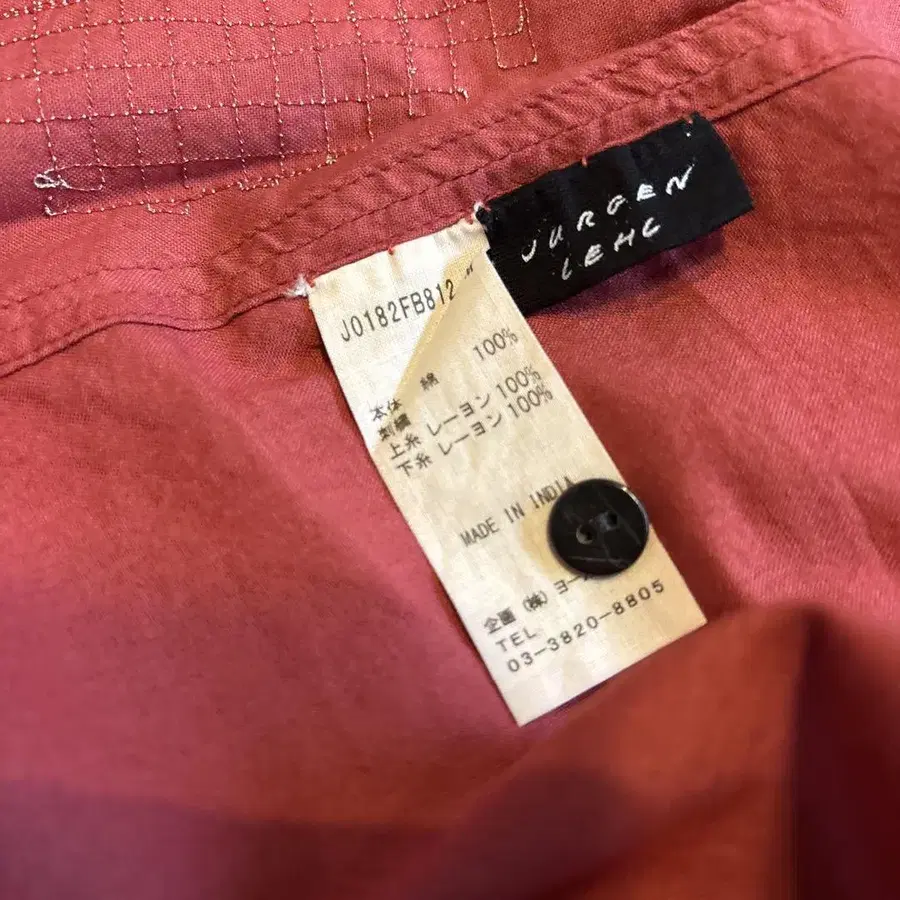 JURGEN
LEHL
J0182FB812
本体 綿 100%
刺繍
上糸 レーヨン 100%
下糸 レーヨン 100%
MADE IN INDIA
企画 (株) ヨー
TEL
03-3820-8805